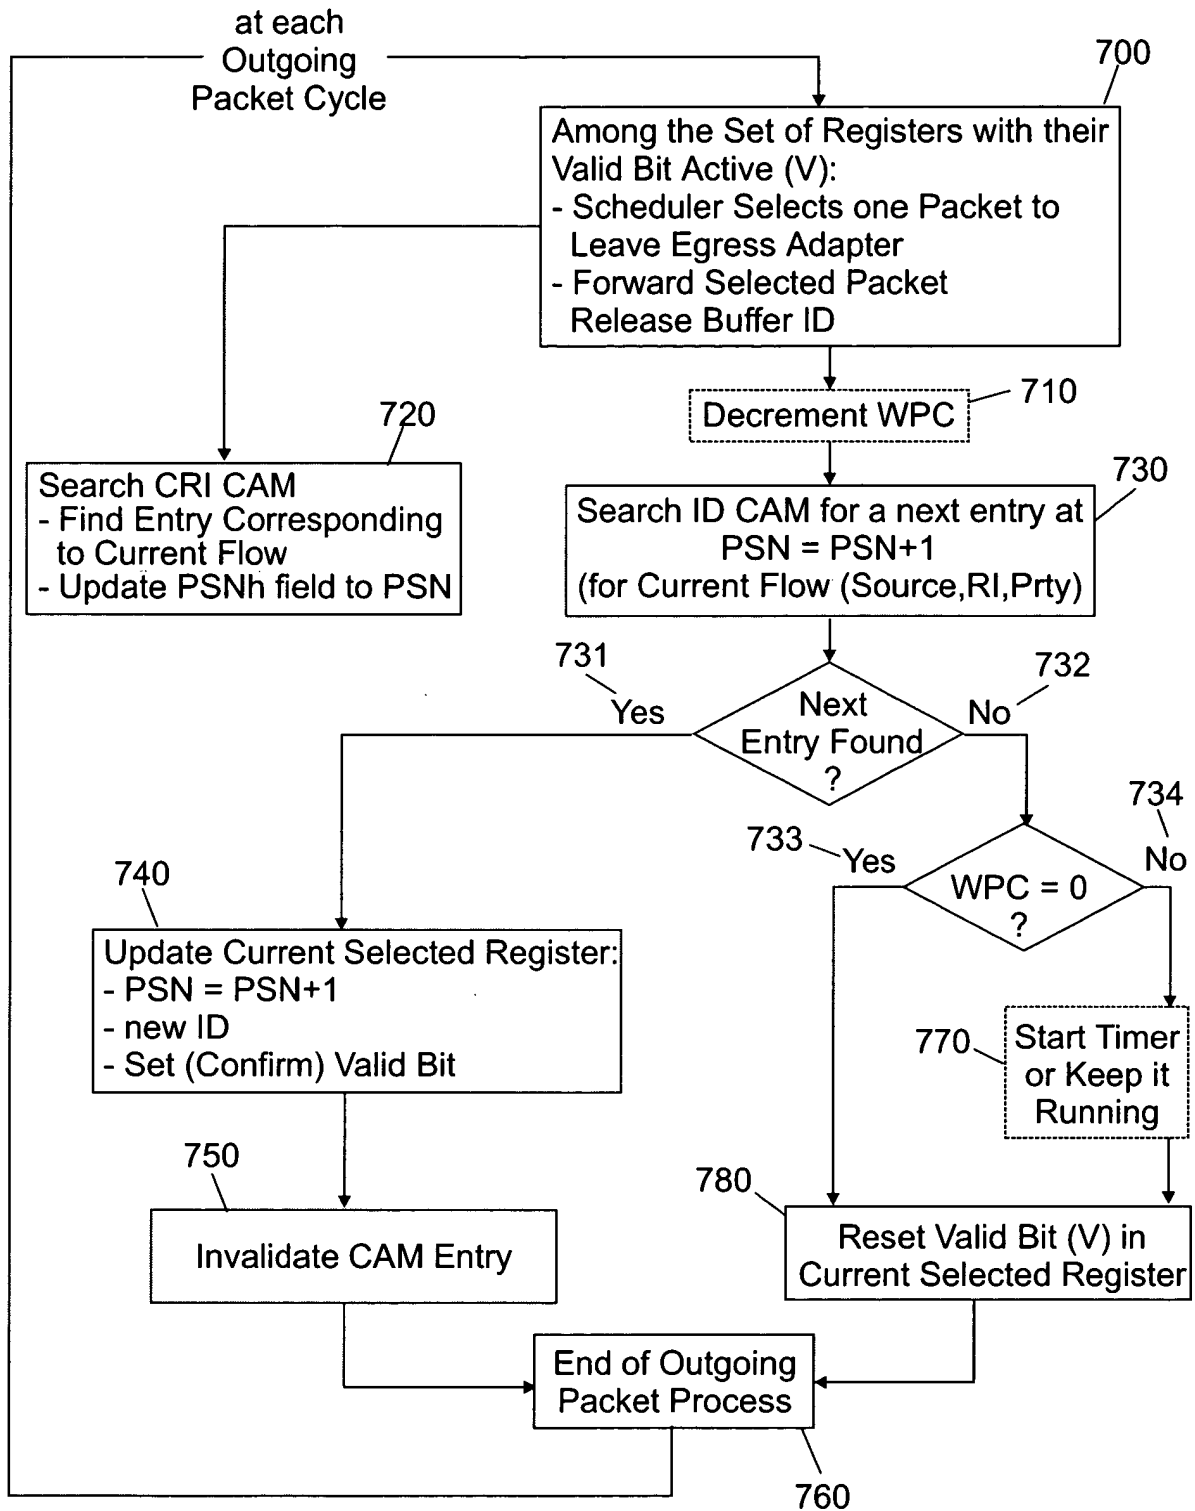 at each
Outgoing
Packet Cycle
700
Among the Set of Registers with their
Valid Bit Active (V):
- Scheduler Selects one Packet to
Leave Egress Adapter
- Forward Selected Packet
Release Buffer ID
710
Decrement WPC
720
Search CRI CAM
- Find Entry Corresponding
to Current Flow
- Update PSNh field to PSN
730
Search ID CAM for a next entry at
PSN = PSN+1
(for Current Flow (Source,RI,Prty)
731
Yes
Next
Entry Found
?
732
No
733
Yes
WPC = 0
?
734
No
740
Update Current Selected Register:
- PSN = PSN+1
- new ID
- Set (Confirm) Valid Bit
770
Start Timer
or Keep it
Running
750
Invalidate CAM Entry
780
Reset Valid Bit (V) in
Current Selected Register
End of Outgoing
Packet Process
760